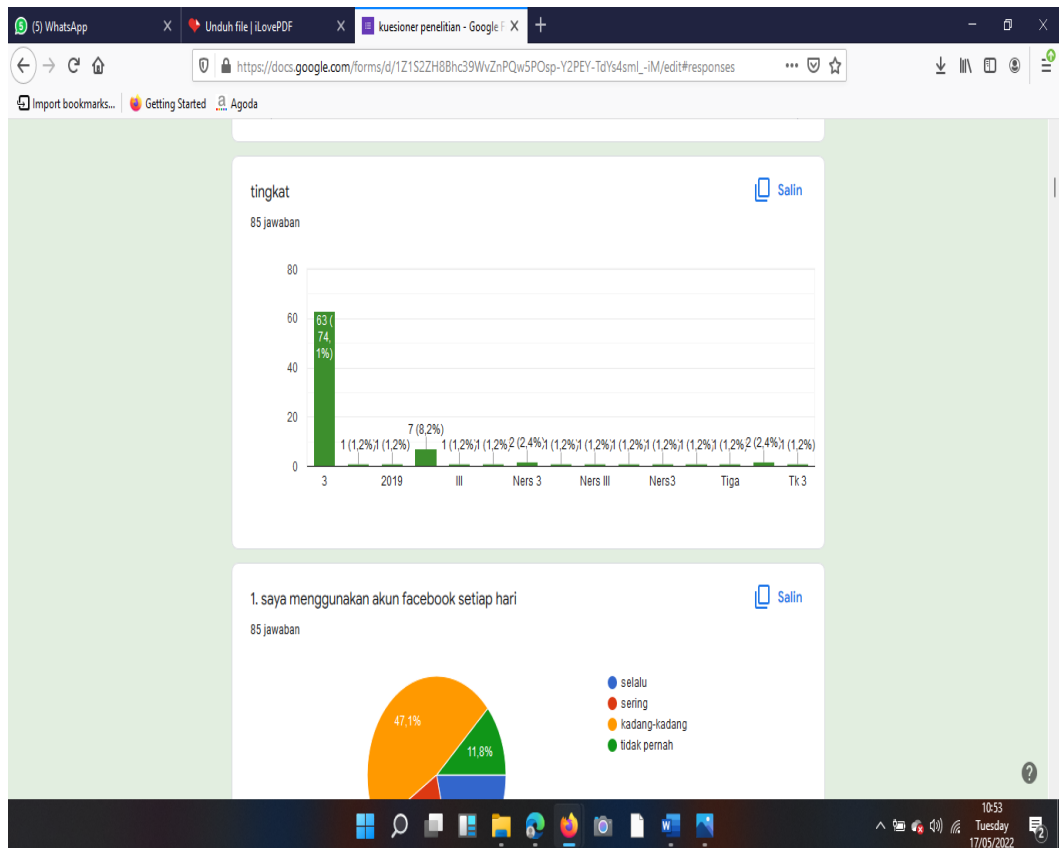 (5) WhatsApp
Unduh file | iLovePDF
kuesioner penelitian - Google F
https://docs.google.com/forms/d/1Z1S2ZH8Bhc39WvZnPQw5POsp-Y2PEY-TdYs4sml_-iM/edit#responses
Import bookmarks...
Getting Started
Agoda
tingkat
Salin
85 jawaban
80
60
40
20
0
63 (
74,
1%)
1 (1,2%)
1 (1,2%)
7 (8,2%)
1 (1,2%)
1 (1,2%)
2 (2,4%)
1 (1,2%)
1 (1,2%)
1 (1,2%)
1 (1,2%)
1 (1,2%)
1 (1,2%)
2 (2,4%)
1 (1,2%)
3
2019
III
Ners 3
Ners III
Ners3
Tiga
Tk 3
1. saya menggunakan akun facebook setiap hari
Salin
85 jawaban
47,1%
11,8%
selalu
sering
kadang-kadang
tidak pernah
10:53
Tuesday
17/05/2022
2